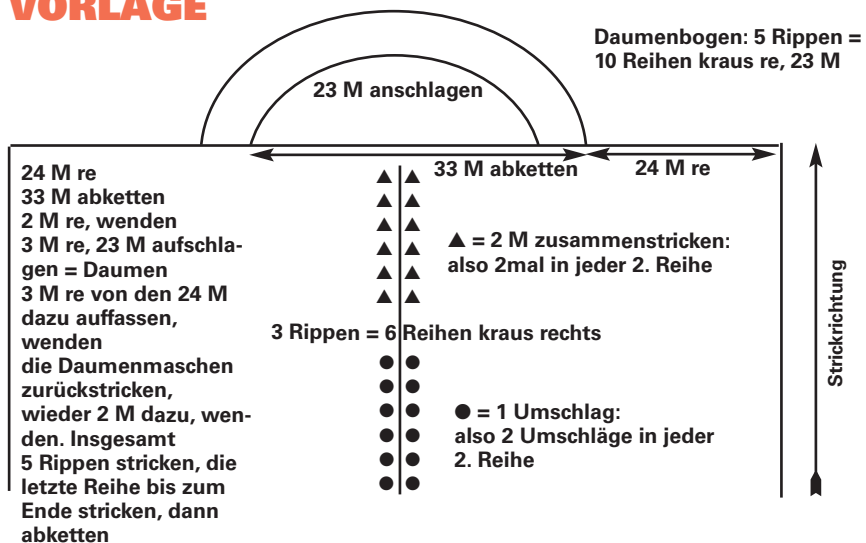 VORLAGE
Daumenbogen: 5 Rippen =
10 Reihen kraus re, 23 M
23 M anschlagen
33 M abketten
24 M re
24 M re
33 M abketten
2 M re, wenden
3 M re, 23 M aufschla-
gen = Daumen
3 M re von den 24 M
dazu auffassen,
wenden
die Daumenmaschen
zurückstricken,
wieder 2 M dazu, wen-
den. Insgesamt
5 Rippen stricken, die
letzte Reihe bis zum
Ende stricken, dann
abketten
▲ = 2 M zusammenstricken:
also 2mal in jeder 2. Reihe
3 Rippen = 6 Reihen kraus rechts
● = 1 Umschlag:
also 2 Umschläge in jeder
2. Reihe
Strickrichtung